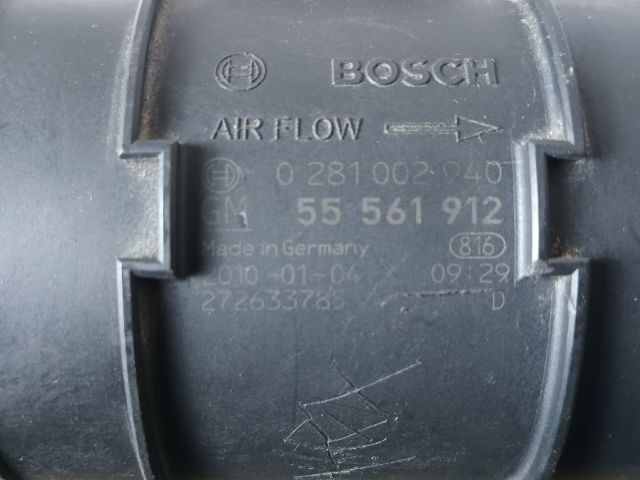 BOSCH
AIR FLOW
0 281 002 940
GM 55 561 912
Made in Germany 816
2010-01-04 09:29
272633785 D